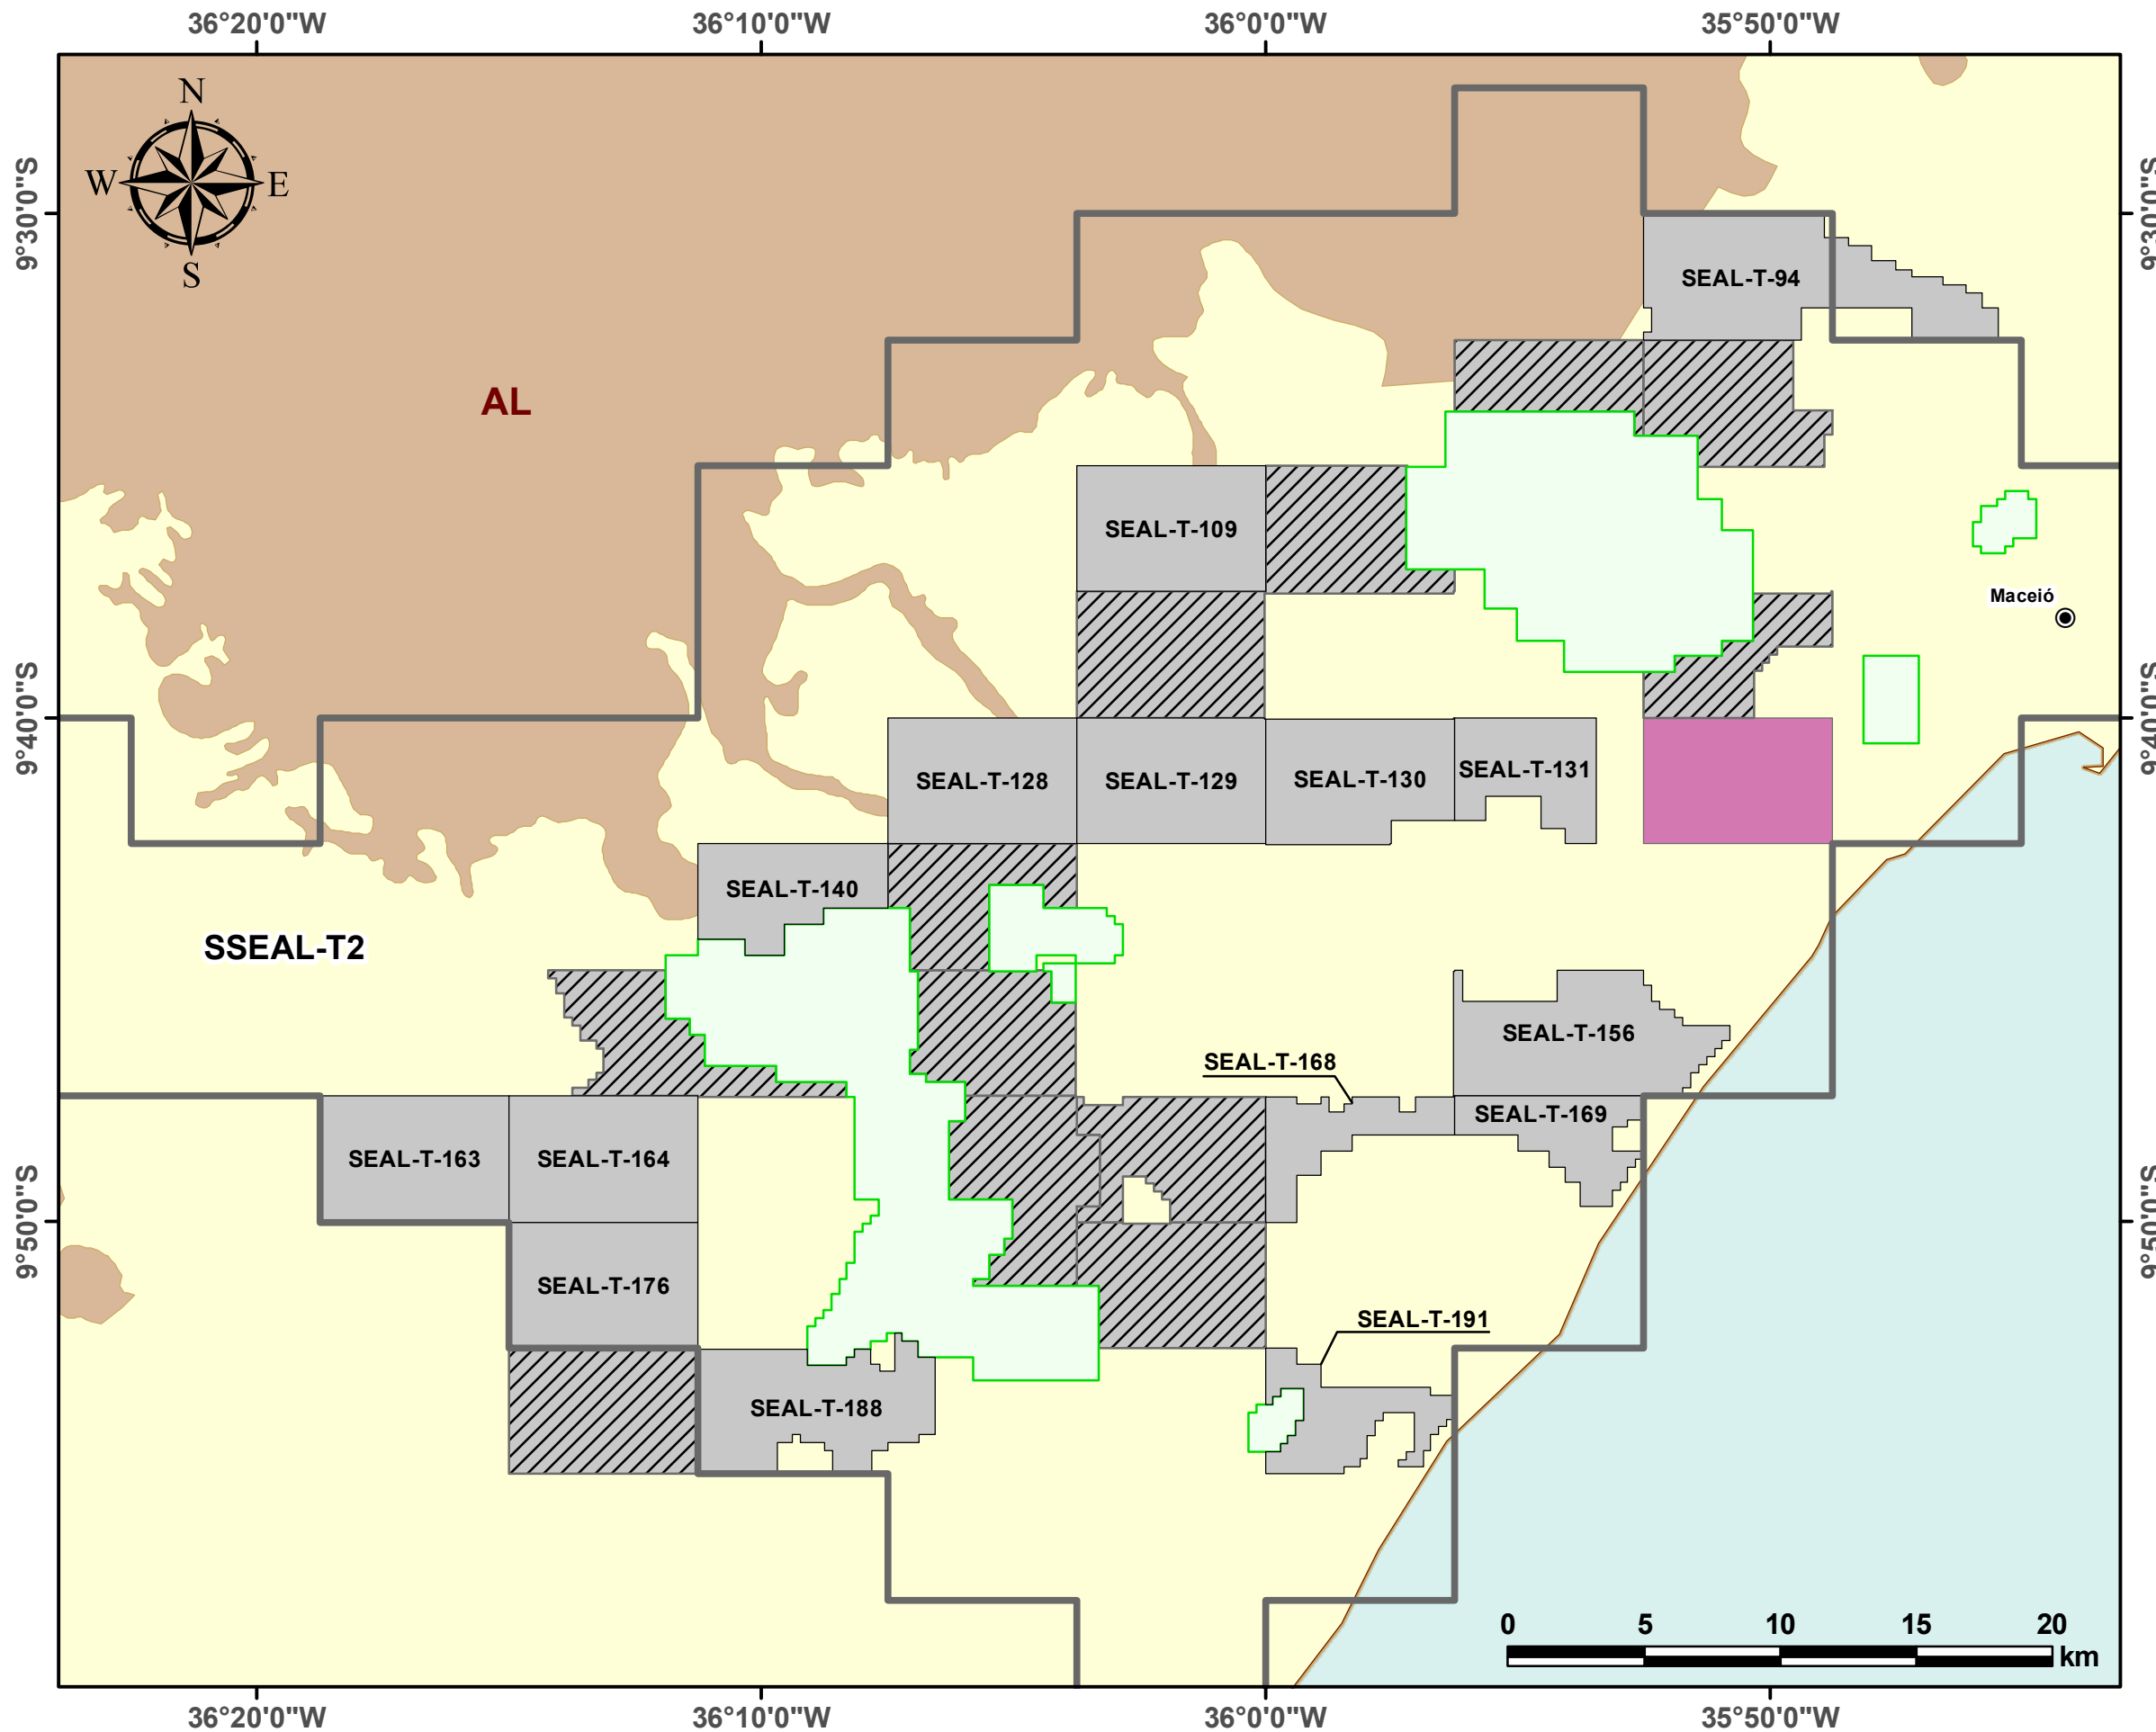 36°20'0"W 36°10'0"W 36°0'0"W 35°50'0"W
N
W E
S
9°30'0"S 9°30'0"S
SEAL-T-94
AL
SEAL-T-109
Maceió
9°40'0"S 9°40'0"S
SEAL-T-128 SEAL-T-129 SEAL-T-130 SEAL-T-131
SEAL-T-140
SSEAL-T2
SEAL-T-156
SEAL-T-168
SEAL-T-169
SEAL-T-163 SEAL-T-164
9°50'0"S 9°50'0"S
SEAL-T-176
SEAL-T-191
SEAL-T-188
0 5 10 15 20
km
36°20'0"W 36°10'0"W 36°0'0"W 35°50'0"W